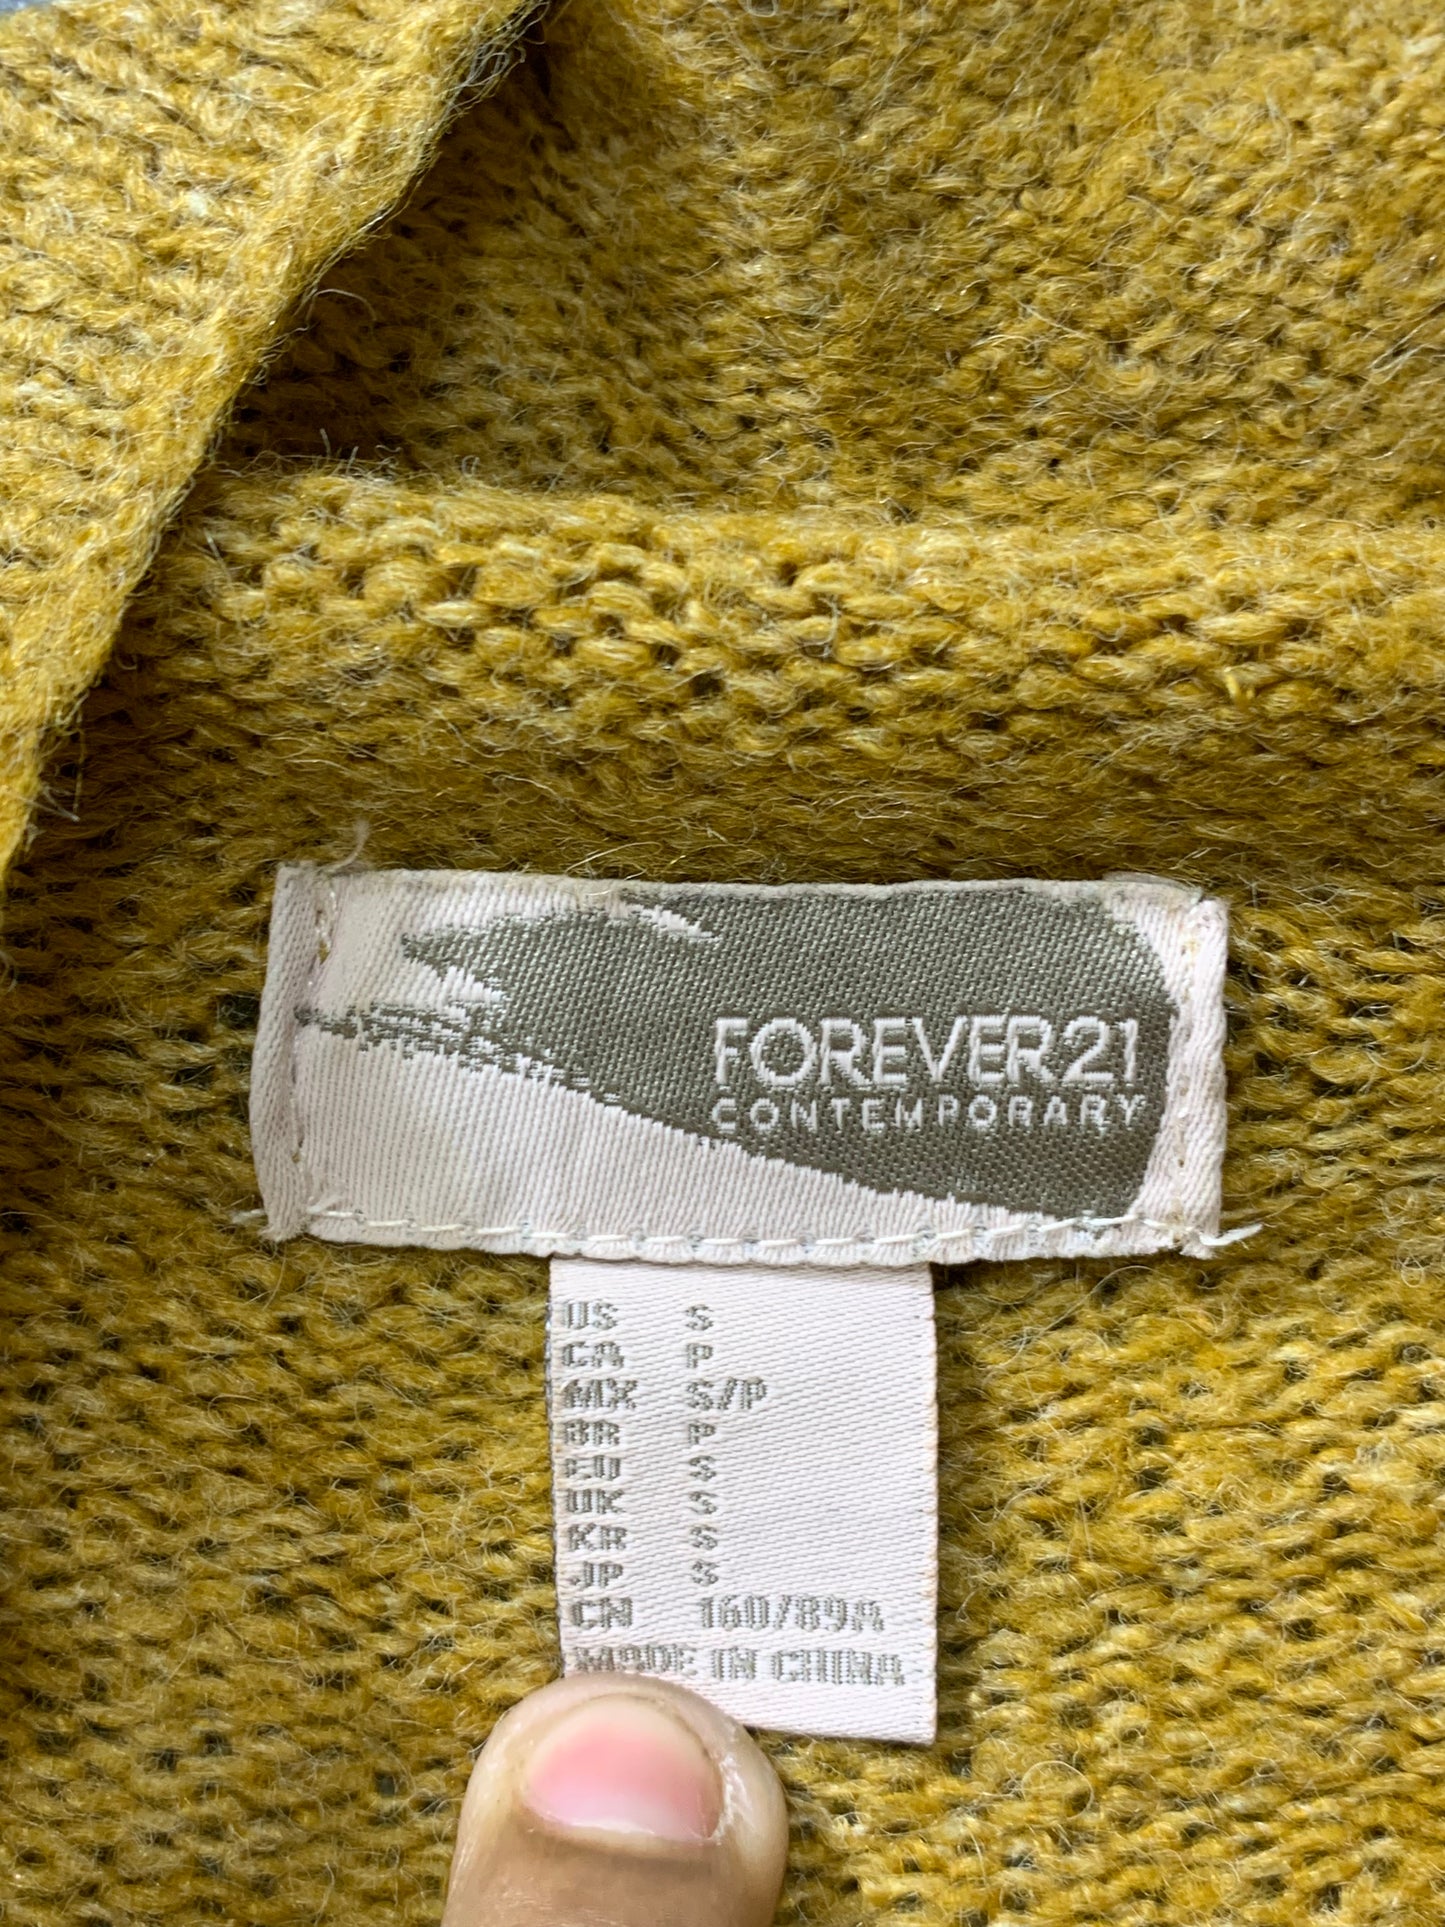 FOREVER21
CONTEMPORARY
US S
CA P
MX S/P
BR P
EU S
UK S
KR S
JP S
CN 160/89A
MADE IN CHINA